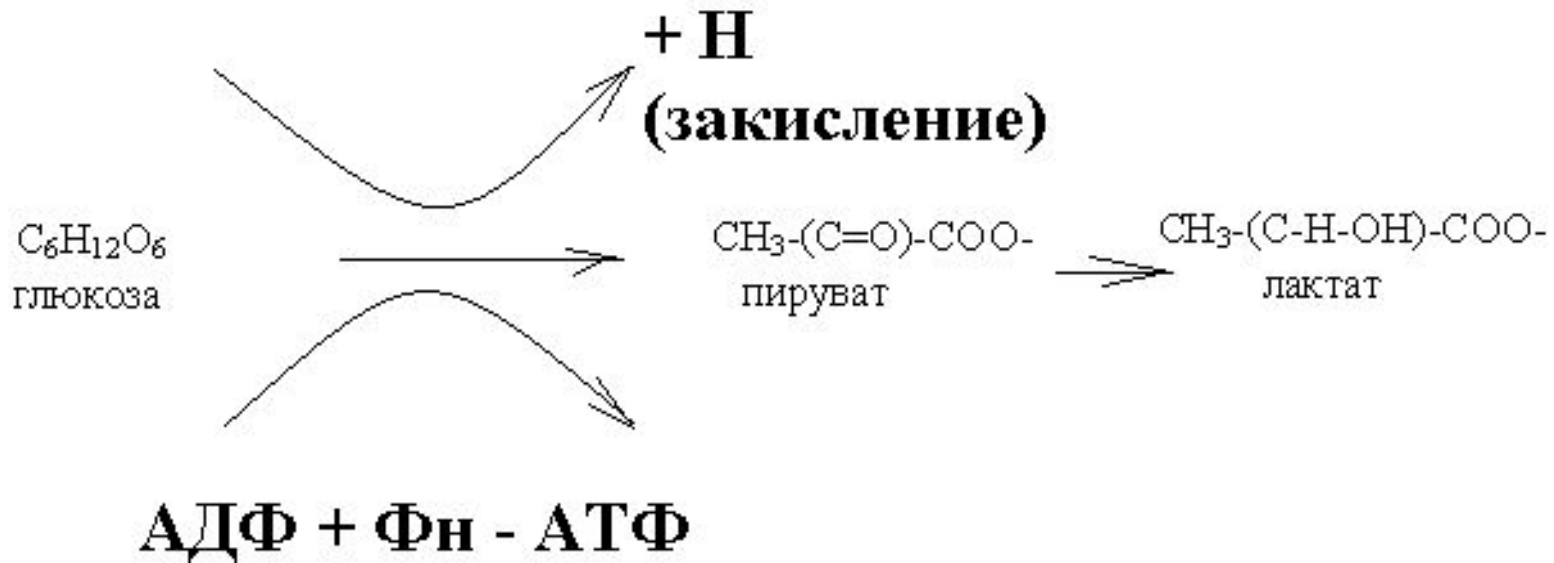 + Н
(закисление)
C₆H₁₂O₆
глюкоза
CH₃-(C=O)-COO-
пируват
CH₃-(C-H-OH)-COO-
лактат
АДФ + Фн - АТФ